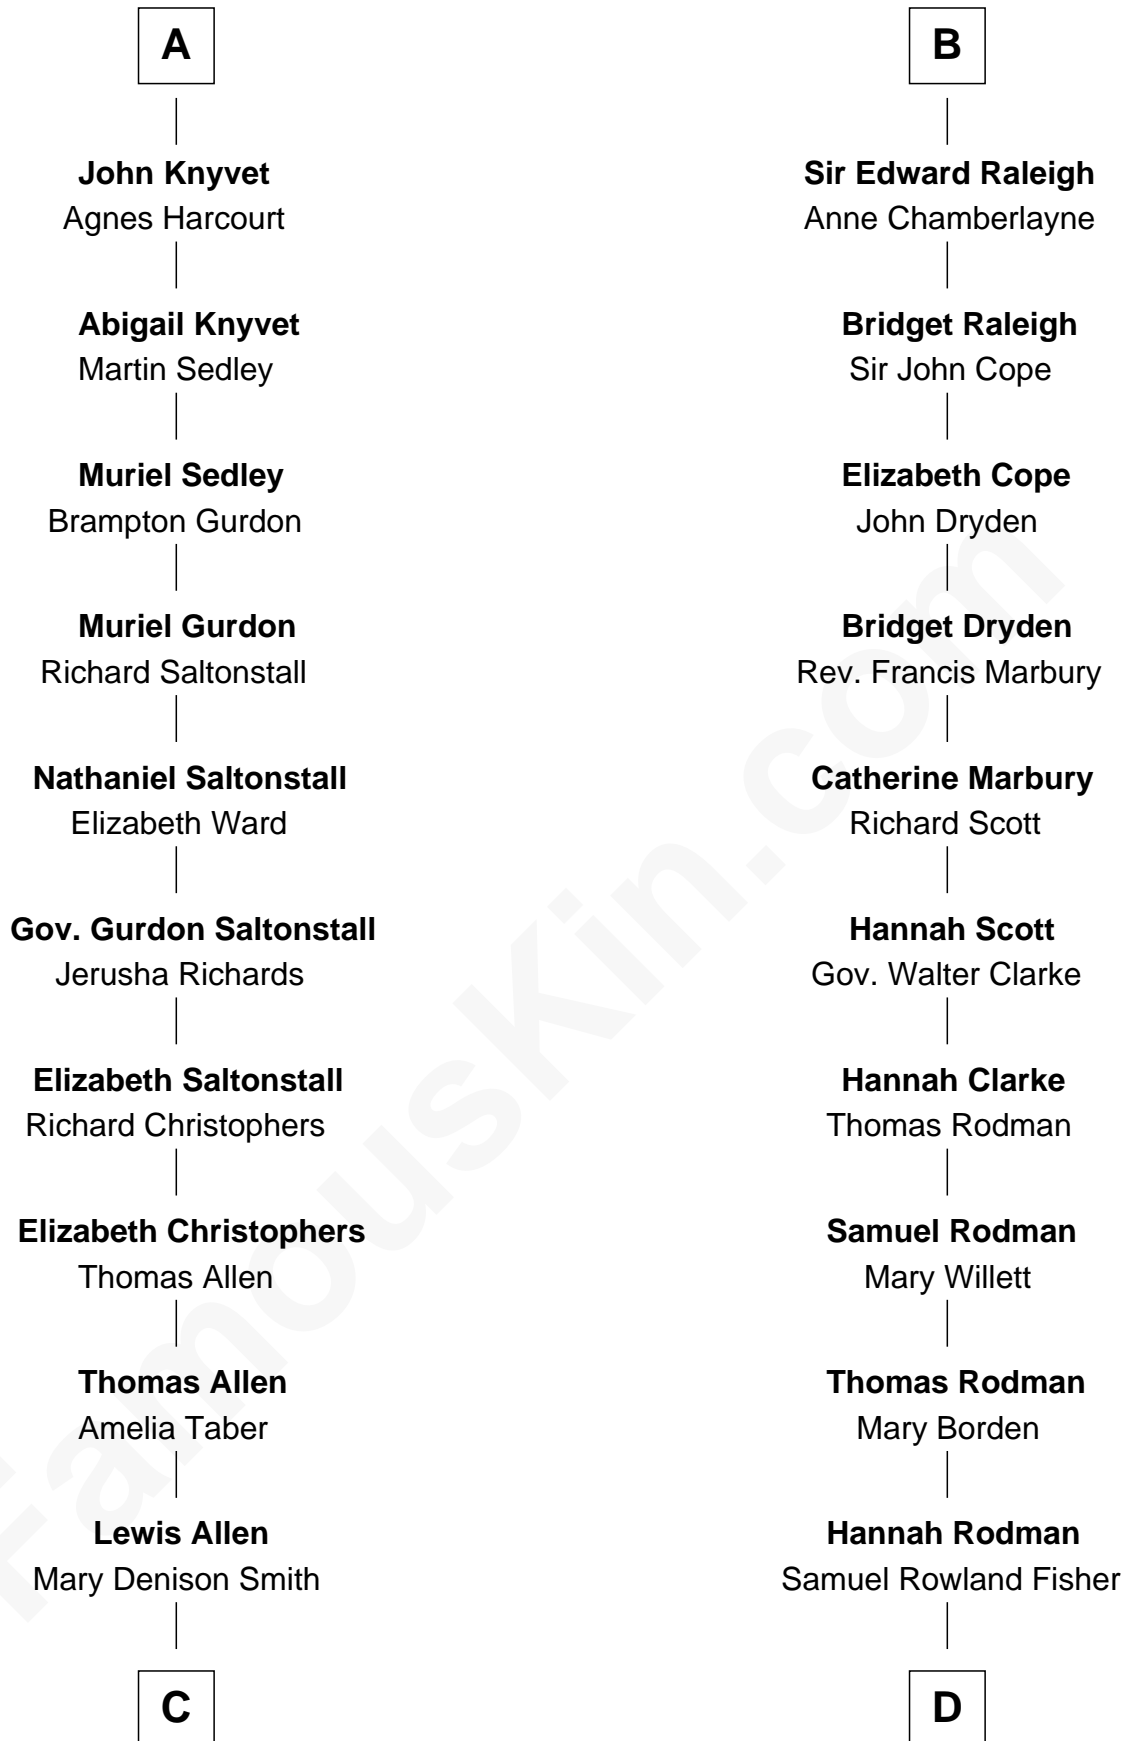 A
John Knyvet
Agnes Harcourt
Abigail Knyvet
Martin Sedley
Muriel Sedley
Brampton Gurdon
Muriel Gurdon
Richard Saltonstall
Nathaniel Saltonstall
Elizabeth Ward
Gov. Gurdon Saltonstall
Jerusha Richards
Elizabeth Saltonstall
Richard Christophers
Elizabeth Christophers
Thomas Allen
Thomas Allen
Amelia Taber
Lewis Allen
Mary Denison Smith
C
B
Sir Edward Raleigh
Anne Chamberlayne
Bridget Raleigh
Sir John Cope
Elizabeth Cope
John Dryden
Bridget Dryden
Rev. Francis Marbury
Catherine Marbury
Richard Scott
Hannah Scott
Gov. Walter Clarke
Hannah Clarke
Thomas Rodman
Samuel Rodman
Mary Willett
Thomas Rodman
Mary Borden
Hannah Rodman
Samuel Rowland Fisher
D
FamousKin.com